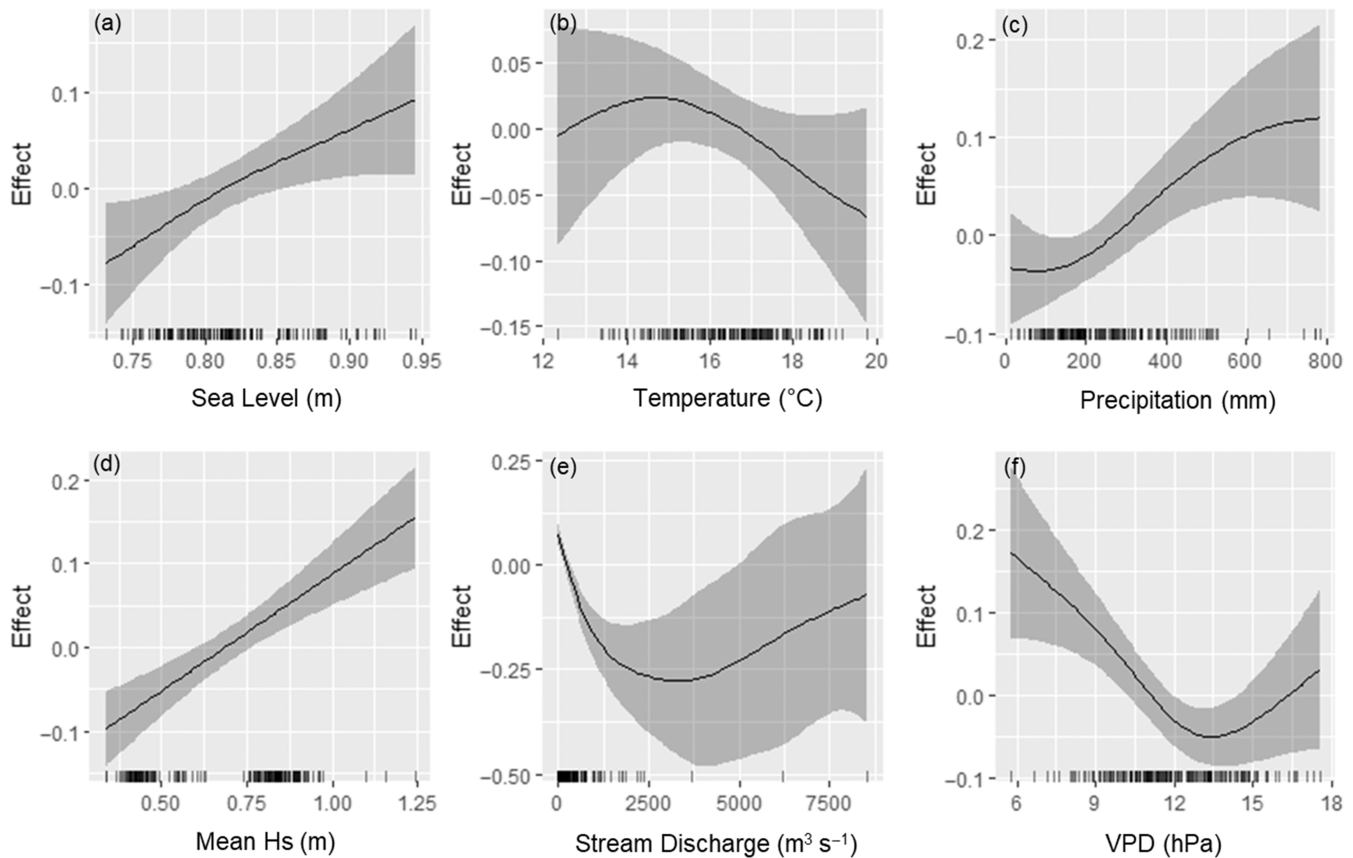 (a)
Effect
0.1
0.0
−0.1
0.75 0.80 0.85 0.90 0.95
Sea Level (m)
(b)
Effect
0.05
0.00
−0.05
−0.10
−0.15
12 14 16 18 20
Temperature (°C)
(c)
Effect
0.2
0.1
0.0
−0.1
0 200 400 600 800
Precipitation (mm)
(d)
Effect
0.2
0.1
0.0
−0.1
0.50 0.75 1.00 1.25
Mean Hs (m)
(e)
Effect
0.25
0.00
−0.25
−0.50
0 2500 5000 7500
Stream Discharge (m³ s⁻¹)
(f)
Effect
0.2
0.1
0.0
−0.1
6 9 12 15 18
VPD (hPa)